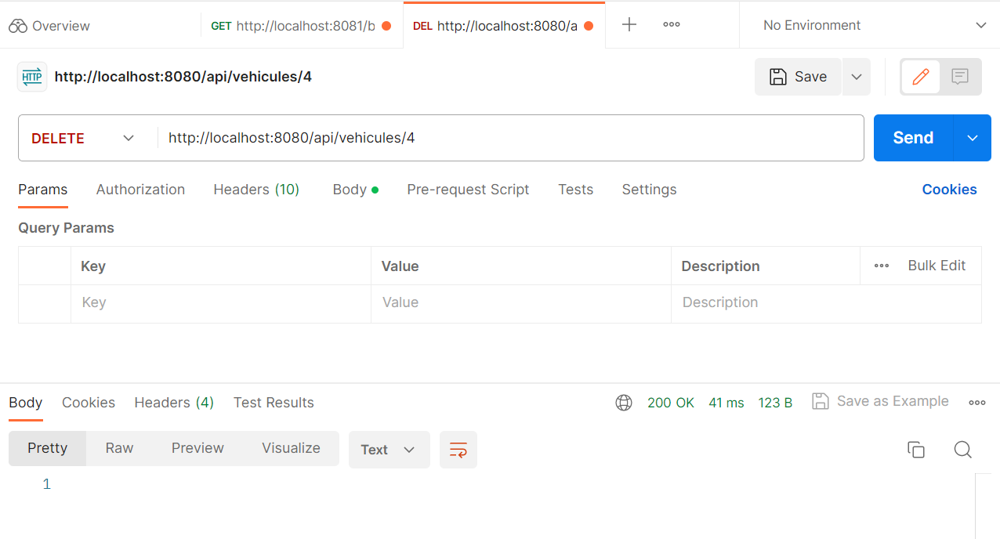 Overview GET http://localhost:8081/b DEL http://localhost:8080/a No Environment
HTTP http://localhost:8080/api/vehicules/4 Save
DELETE http://localhost:8080/api/vehicules/4 Send
Params Authorization Headers (10) Body Pre-request Script Tests Settings Cookies
Query Params
Key Value Description Bulk Edit
Key Value Description
Body Cookies Headers (4) Test Results 200 OK 41 ms 123 B Save as Example
Pretty Raw Preview Visualize Text
1